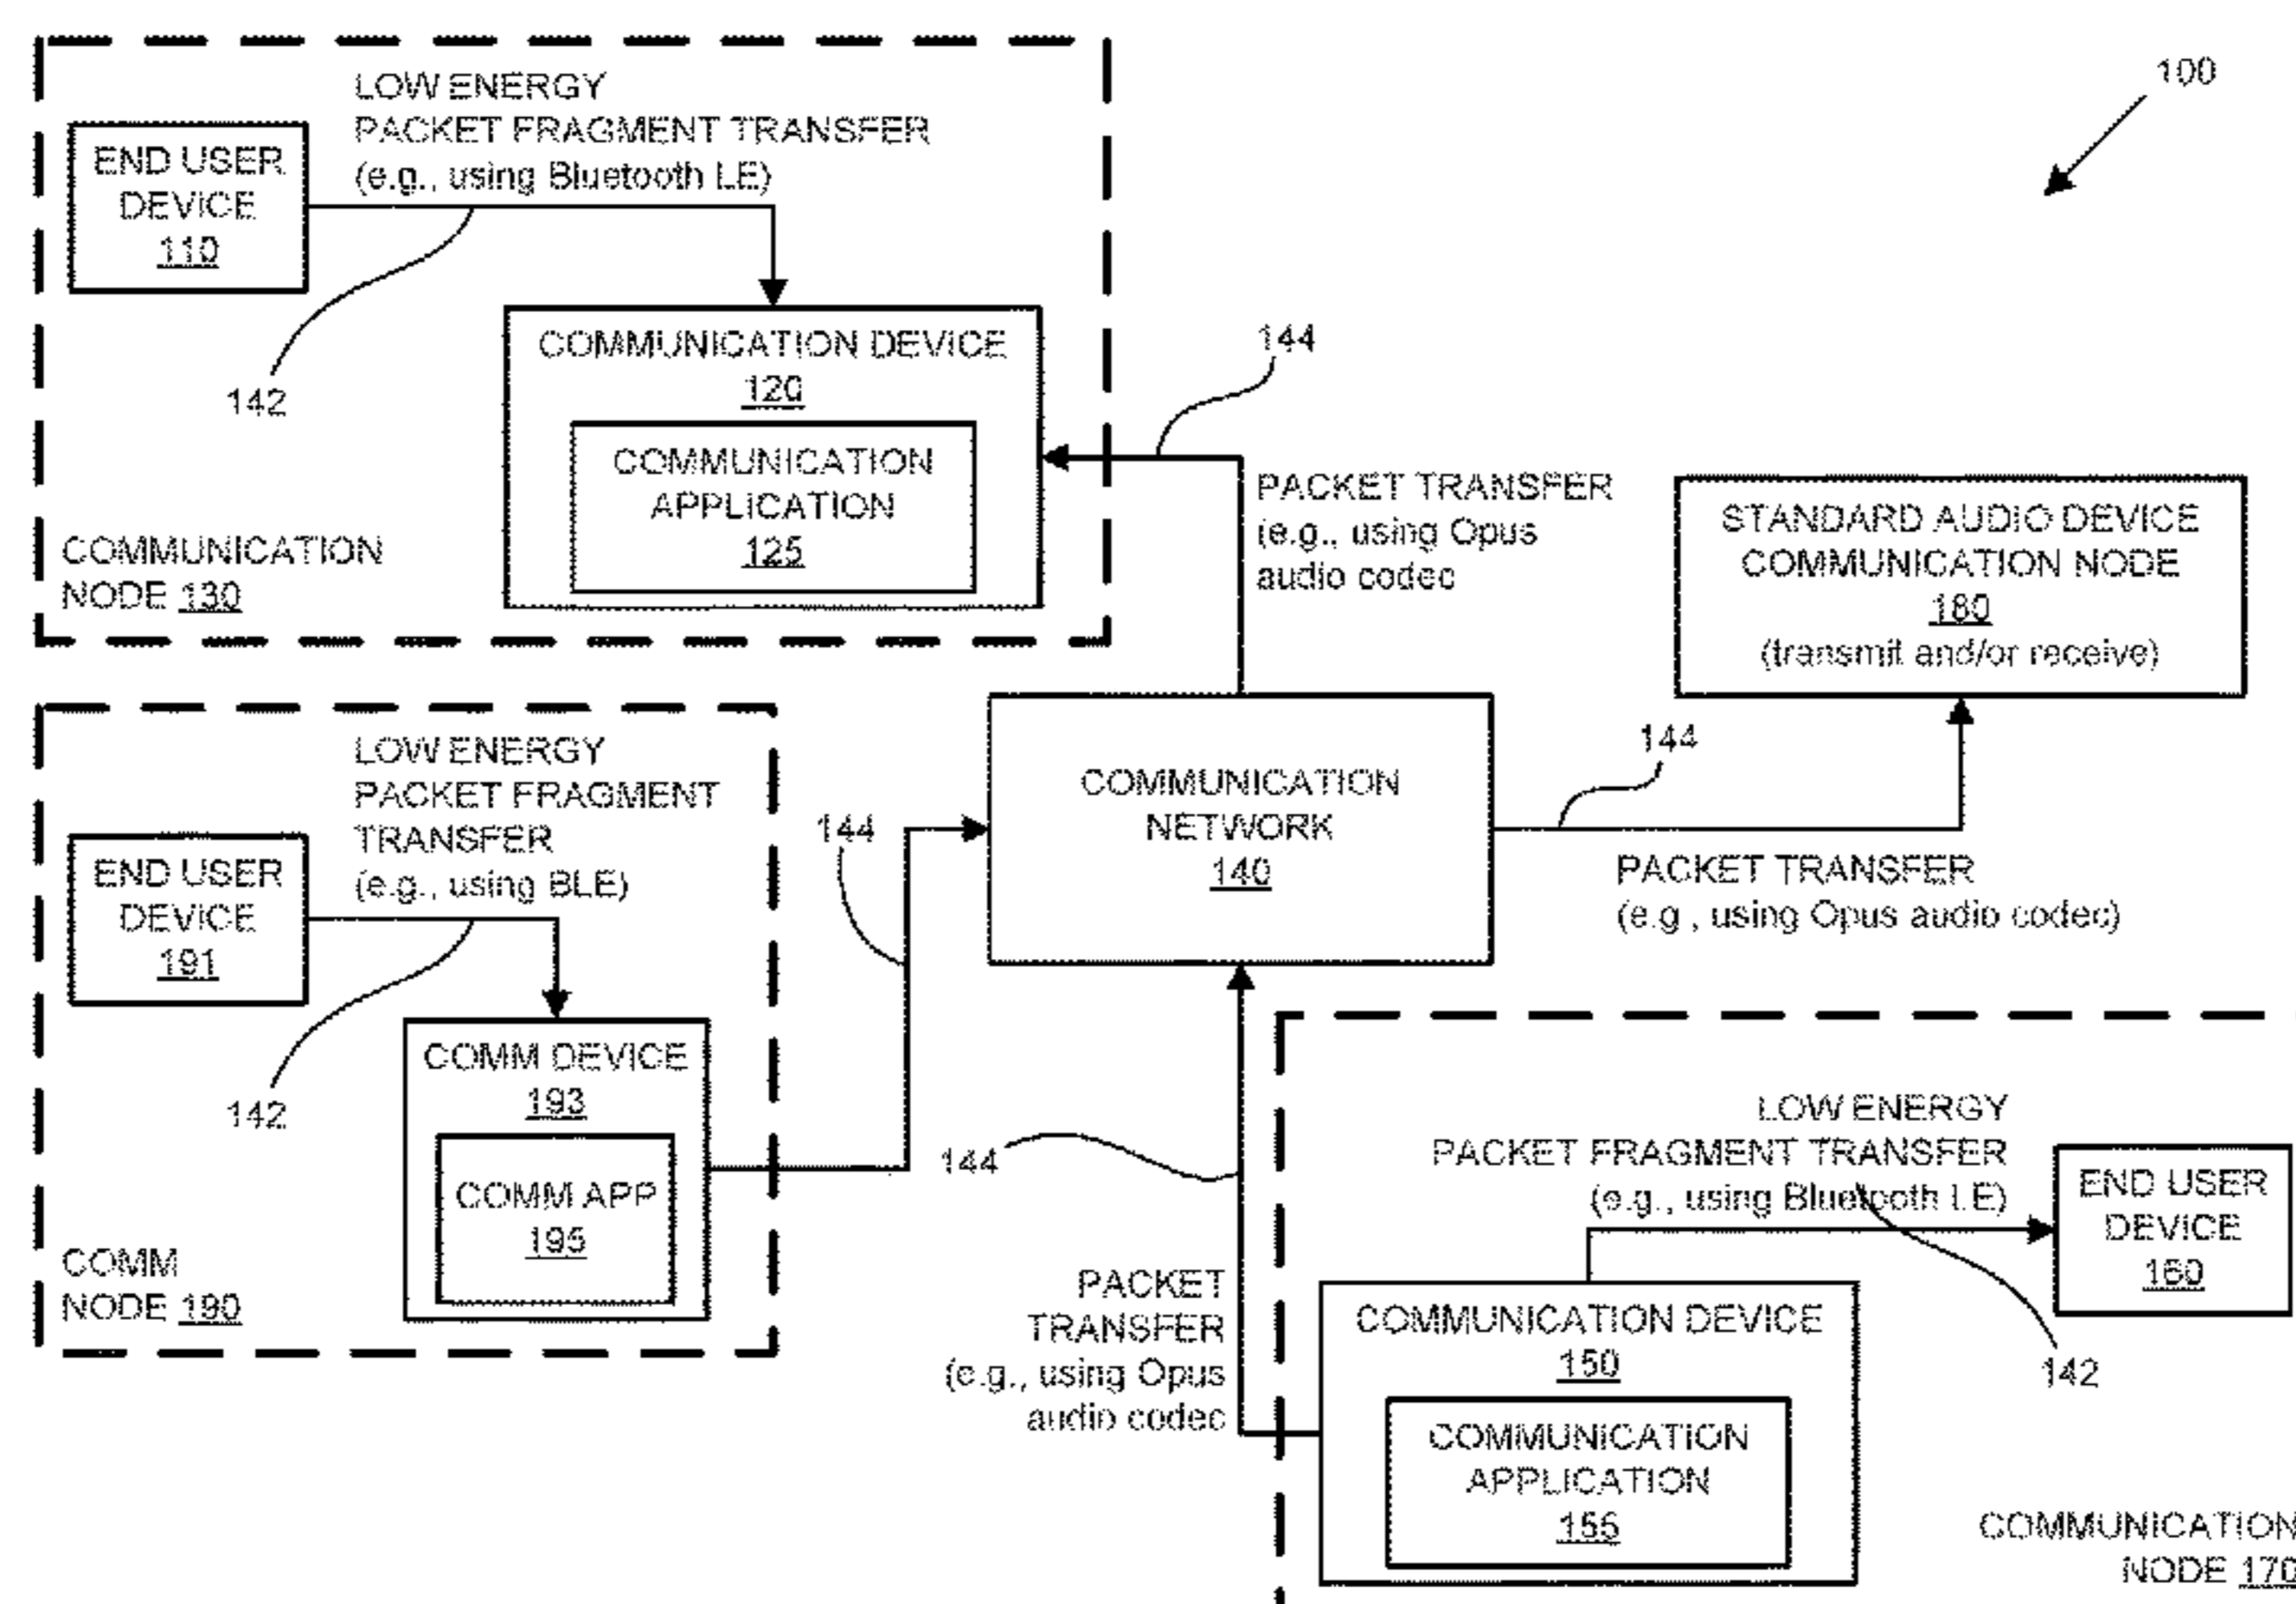 100
LOW ENERGY
PACKET FRAGMENT TRANSFER
(e.g., using Bluetooth LE)
END USER
DEVICE
110
142
COMMUNICATION DEVICE
120
COMMUNICATION
APPLICATION
125
COMMUNICATION
NODE 130
144
PACKET TRANSFER
(e.g., using Opus
audio codec
STANDARD AUDIO DEVICE
COMMUNICATION NODE
180
(transmit and/or receive)
LOW ENERGY
PACKET FRAGMENT
TRANSFER
(e.g., using BLE)
END USER
DEVICE
191
142
COMM DEVICE
193
COMM APP
195
COMM
NODE 190
144
COMMUNICATION
NETWORK
140
144
PACKET TRANSFER
(e.g., using Opus audio codec)
144
PACKET
TRANSFER
(e.g., using Opus
audio codec
LOW ENERGY
PACKET FRAGMENT TRANSFER
(e.g., using Bluetooth LE)
END USER
DEVICE
160
142
COMMUNICATION DEVICE
150
COMMUNICATION
APPLICATION
155
COMMUNICATION
NODE 170